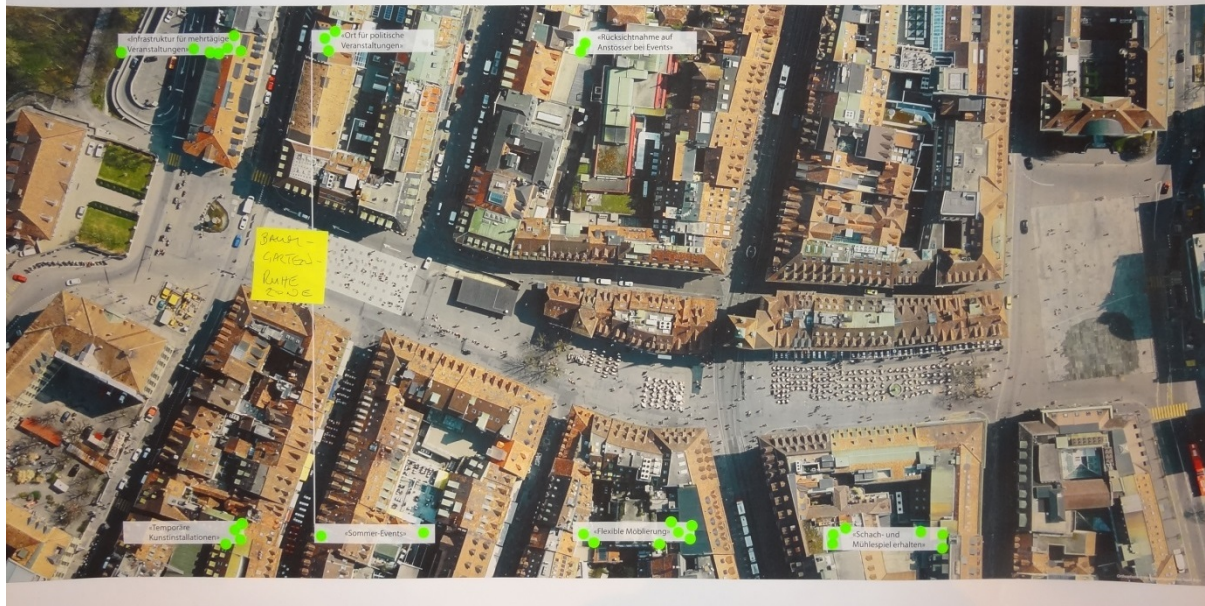 «Infrastruktur für mehrtägige
Veranstaltungen»
«Ort für politische
Veranstaltungen»
«Rücksichtnahme auf
Anstösser bei Events»
GARTEN-
RUHE
ZONE
«Temporäre
Kunstinstallationen»
«Sommer-Events»
«Flexible Möblierung»
«Schach- und
Mühlespiel erhalten»